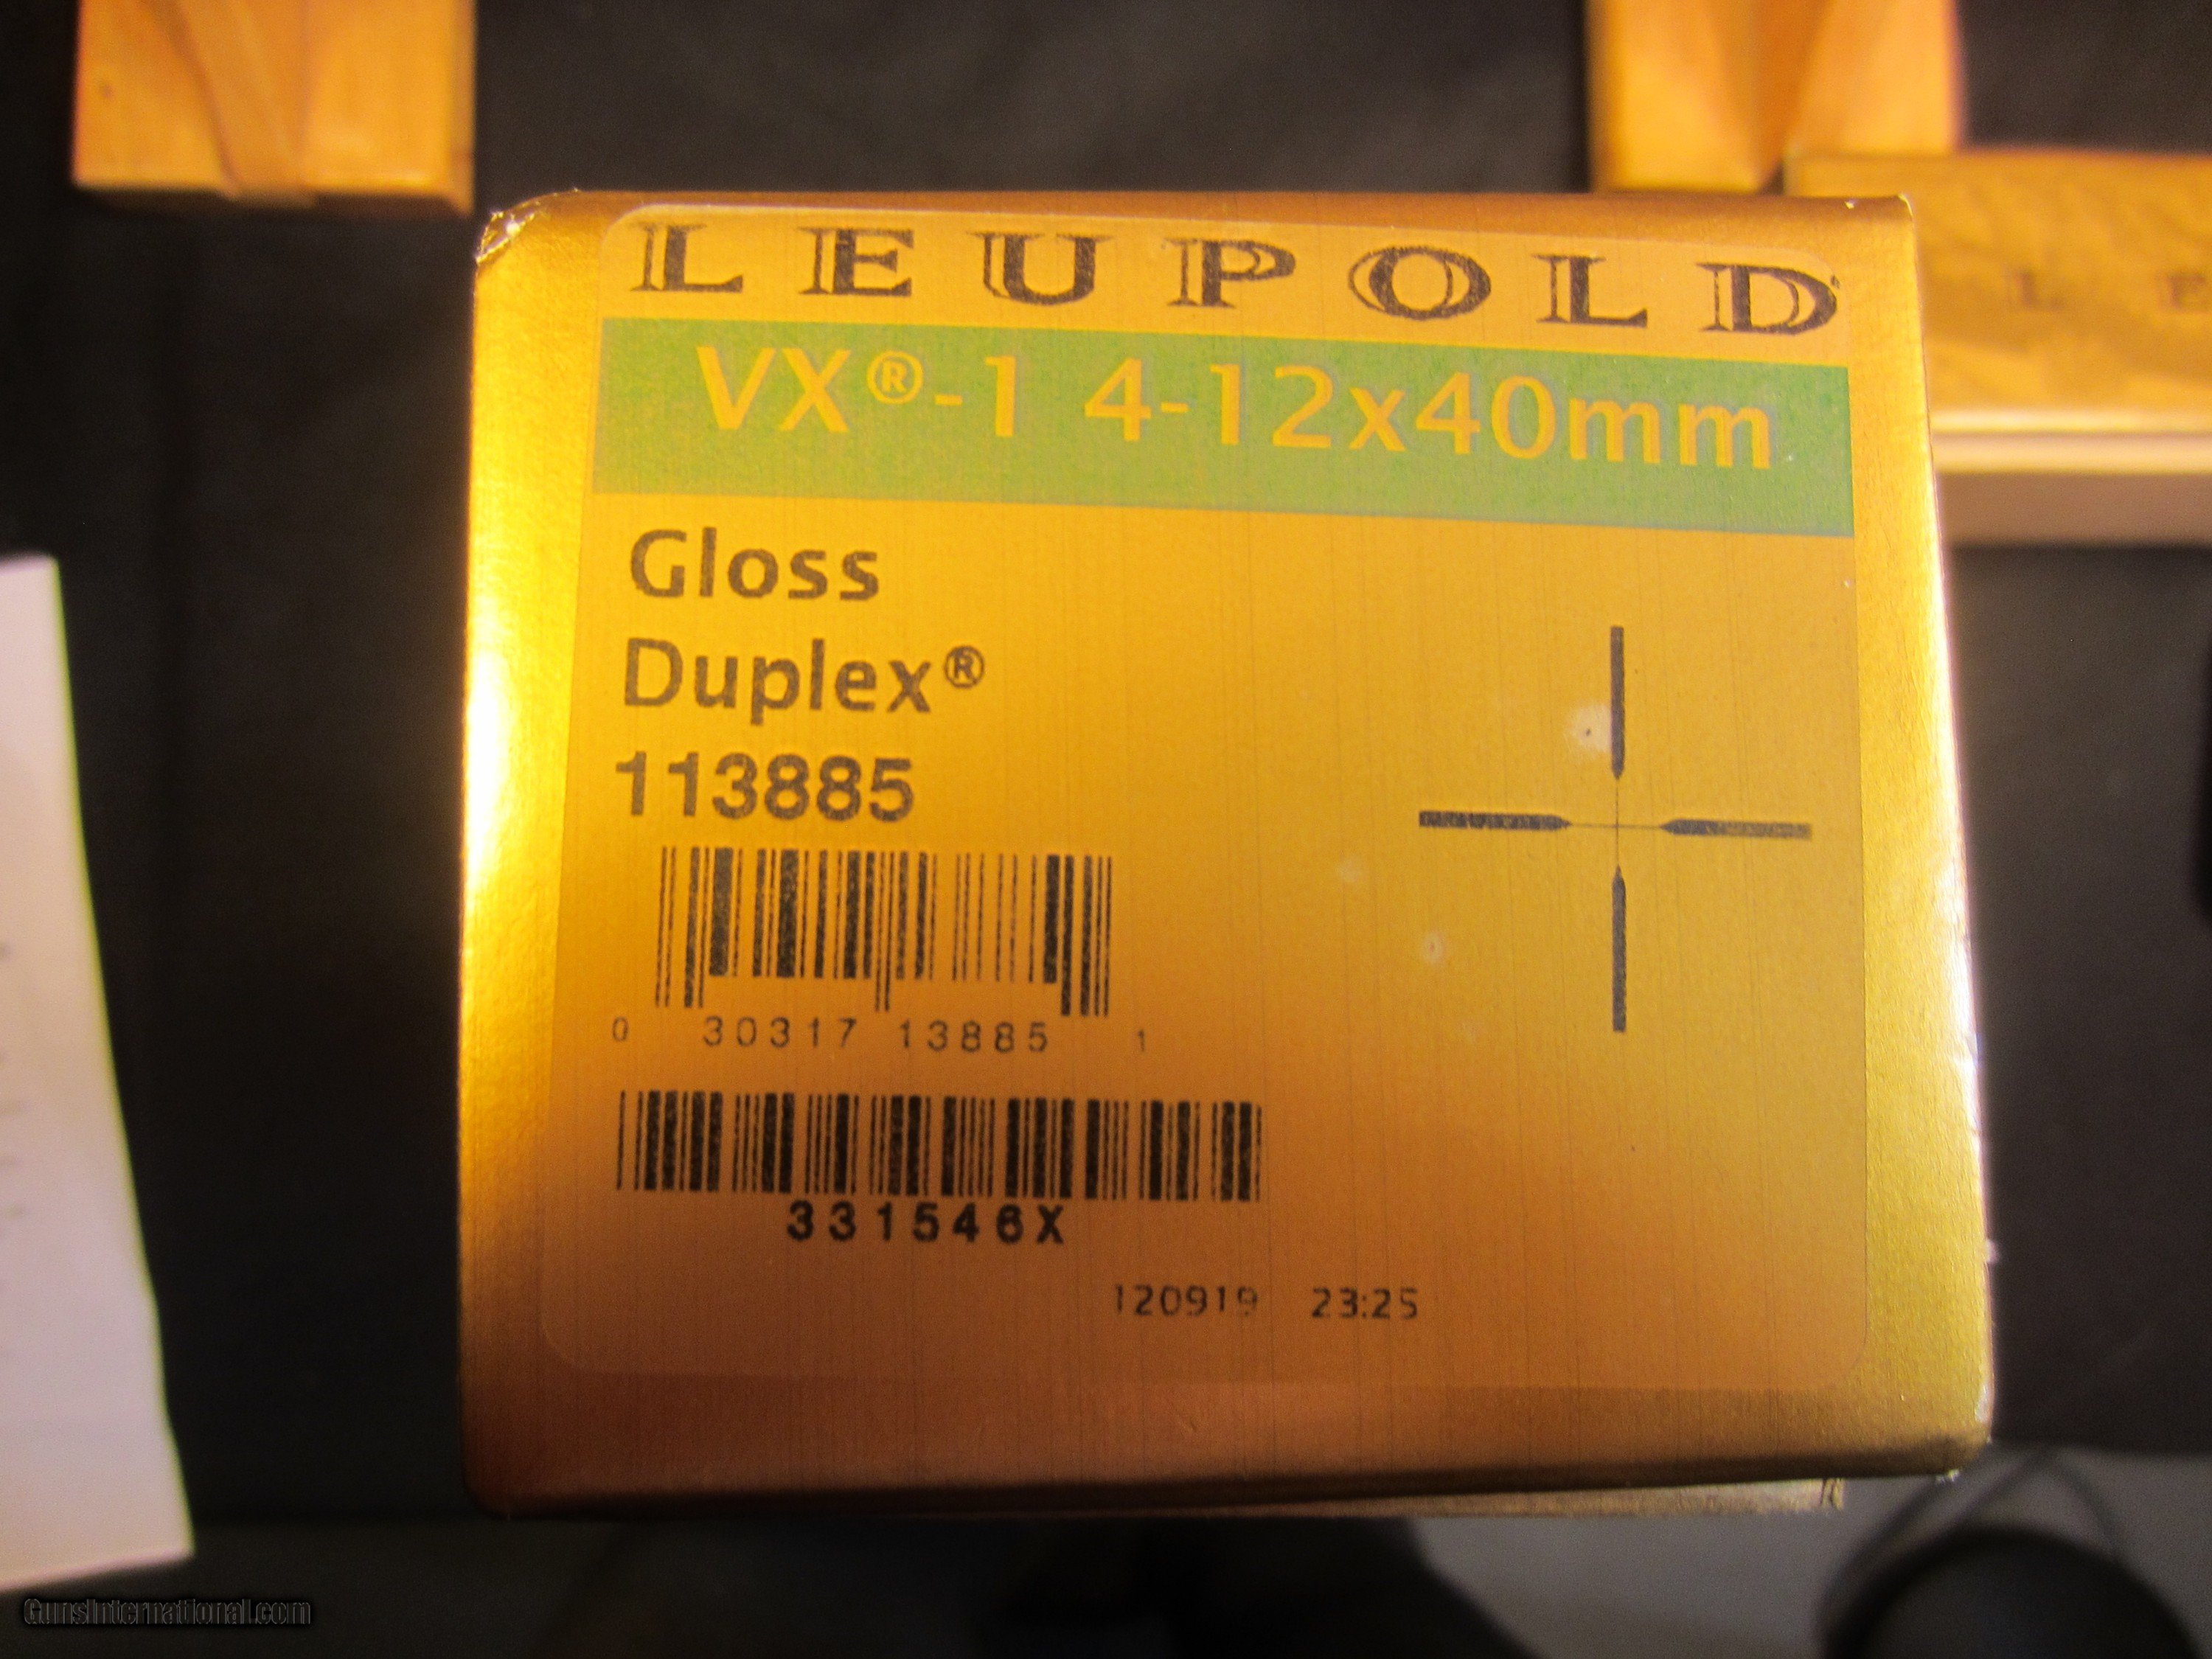 LEUPOLD
VX®-1 4-12x40mm
Gloss
Duplex®
113885
0 30317 13885 1
331546X
120919 23:25
L E
GunsInternational.com